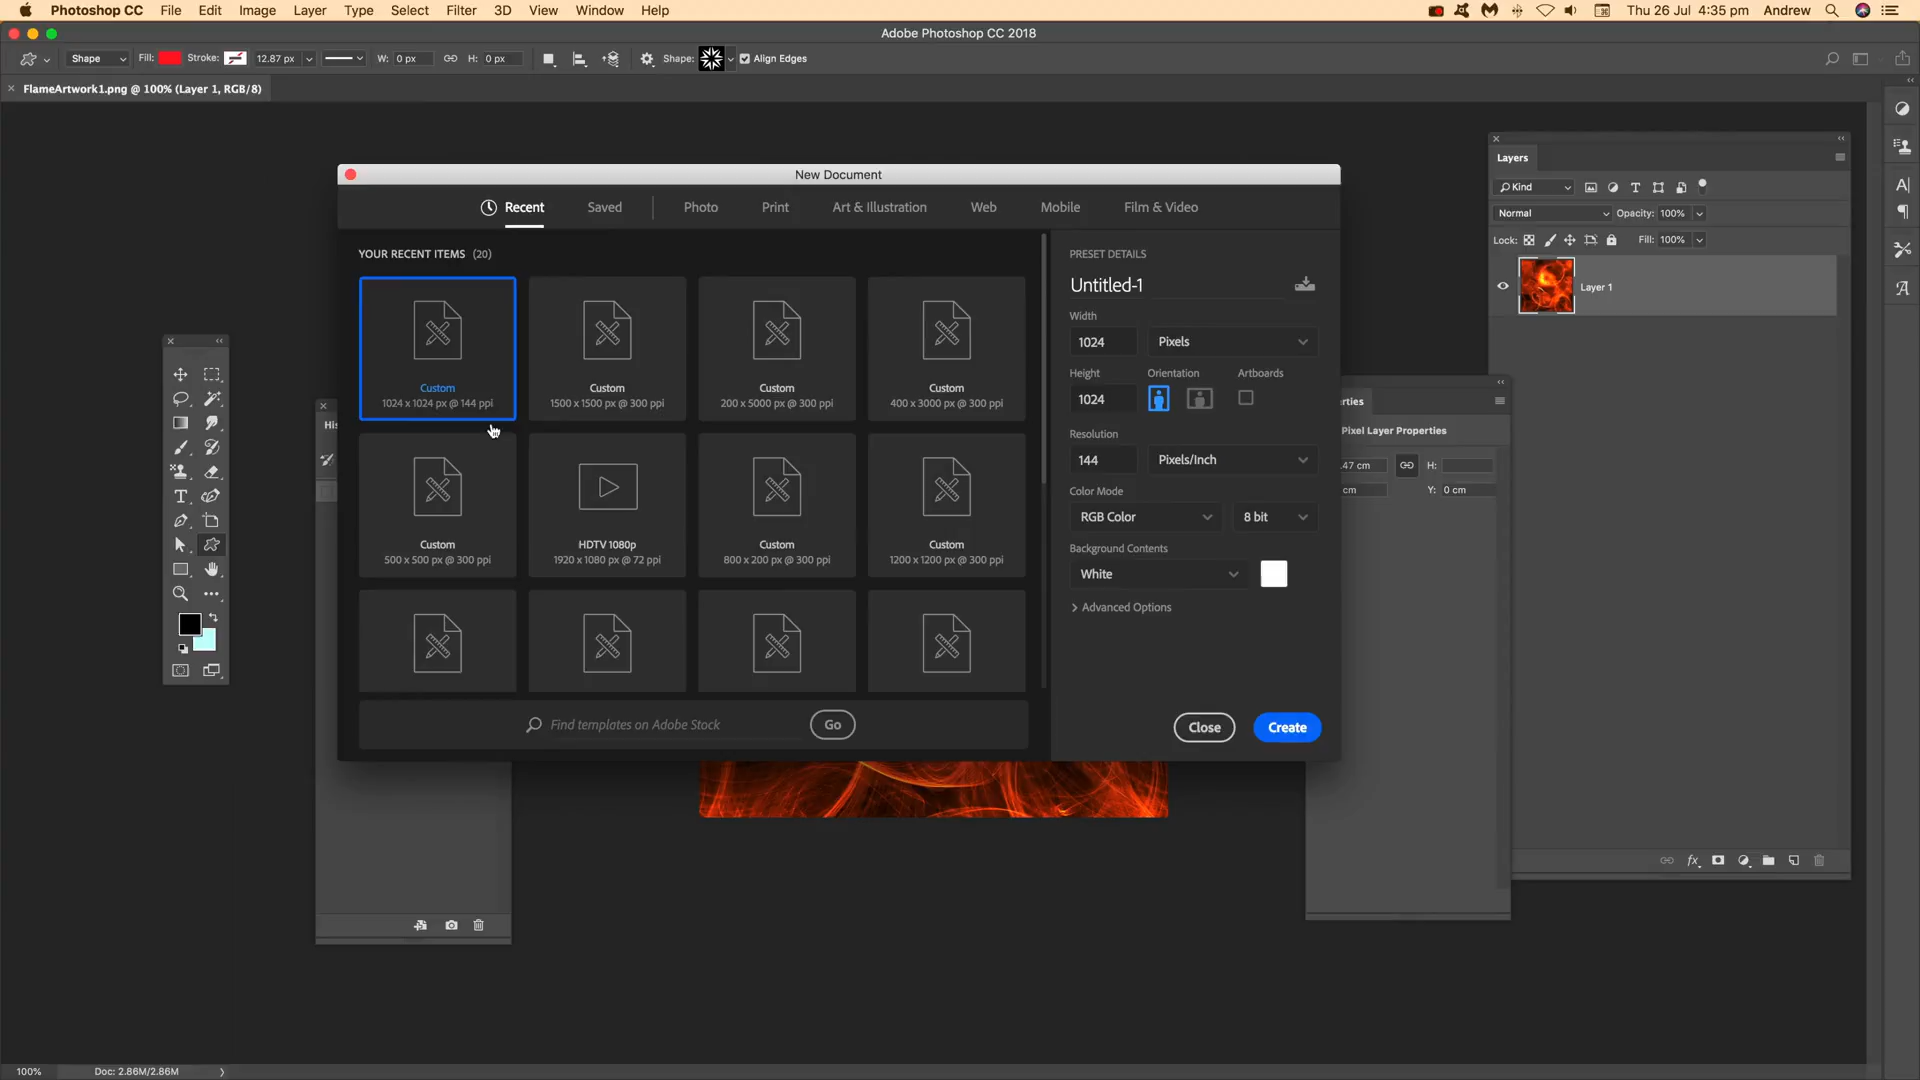 Photoshop CC File Edit Image Layer Type Select Filter 3D View Window Help Thu 26 Jul 4:35 pm Andrew
Adobe Photoshop CC 2018
Shape Fill: Stroke: 12.87 px W: 0 px H: 0 px Shape: Align Edges
FlameArtwork1.png @ 100% (Layer 1, RGB/8)
New Document
Recent Saved Photo Print Art & Illustration Web Mobile Film & Video
YOUR RECENT ITEMS (20)
Custom
1024 x 1024 px @ 144 ppi
Custom
1500 x 1500 px @ 300 ppi
Custom
200 x 5000 px @ 300 ppi
Custom
400 x 3000 px @ 300 ppi
Custom
500 x 500 px @ 300 ppi
HDTV 1080p
1920 x 1080 px @ 72 ppi
Custom
800 x 200 px @ 300 ppi
Custom
1200 x 1200 px @ 300 ppi
Find templates on Adobe Stock Go
PRESET DETAILS
Untitled-1
Width
1024 Pixels
Height Orientation Artboards
1024
Resolution
144 Pixels/Inch
Color Mode
RGB Color 8 bit
Background Contents
White
Advanced Options
Close Create
His
Layers
Kind
Normal Opacity: 100%
Lock: Fill: 100%
Layer 1
erties
Pixel Layer Properties
.47 cm H:
cm Y: 0 cm
100% Doc: 2.86M/2.86M